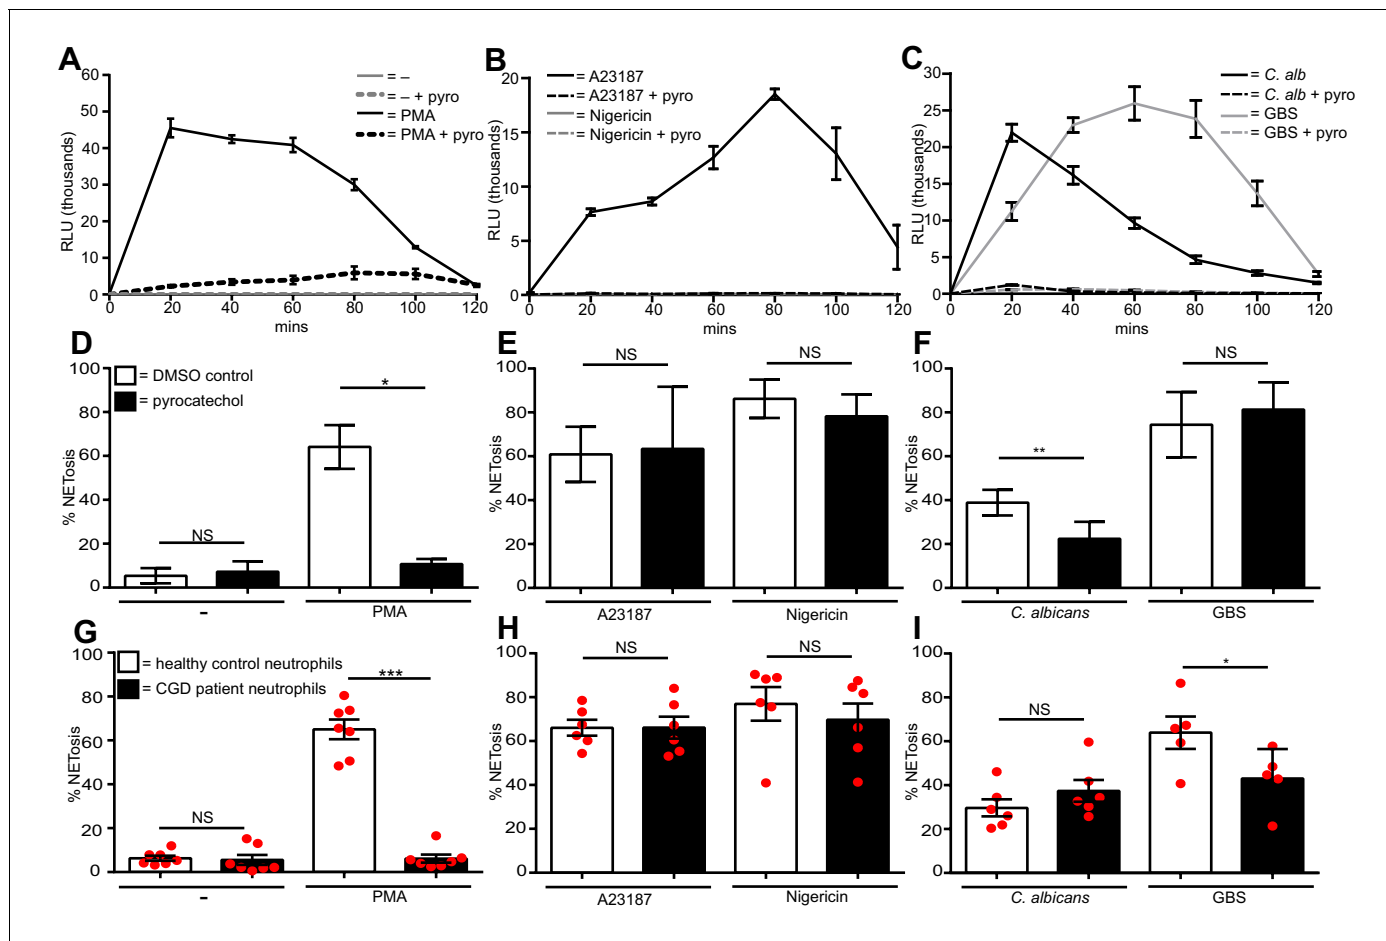 A
RLU (thousands)
60
50
40
30
20
10
0
0 20 40 60 80 100 120
mins
= –
= – + pyro
= PMA
= PMA + pyro
B
RLU (thousands)
20
15
10
5
0
0 20 40 60 80 100 120
mins
= A23187
= A23187 + pyro
= Nigericin
= Nigericin + pyro
C
RLU (thousands)
30
25
20
15
10
5
0
0 20 40 60 80 100 120
mins
= C. alb
= C. alb + pyro
= GBS
= GBS + pyro
D
% NETosis
100
80
60
40
20
0
= DMSO control
= pyrocatechol
NS
*
– PMA
E
% NETosis
100
80
60
40
20
0
NS
NS
A23187 Nigericin
F
% NETosis
100
80
60
40
20
0
**
NS
C. albicans GBS
G
% NETosis
100
80
60
40
20
0
= healthy control neutrophils
= CGD patient neutrophils
NS
***
– PMA
H
% NETosis
100
80
60
40
20
0
NS
NS
A23187 Nigericin
I
% NETosis
100
80
60
40
20
0
NS
*
C. albicans GBS